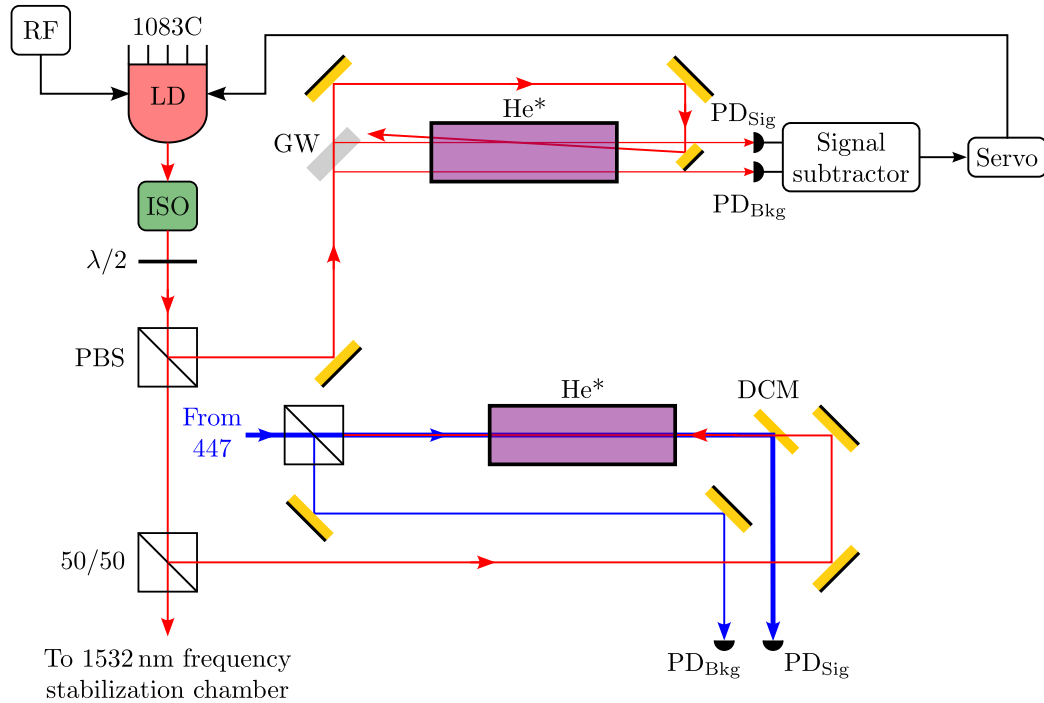 RF
1083C
LD
He*
PD_Sig
GW
Signal
subtractor
Servo
ISO
PD_Bkg
λ/2
PBS
He*
DCM
From
447
50/50
To 1532 nm frequency
stabilization chamber
PD_Bkg
PD_Sig